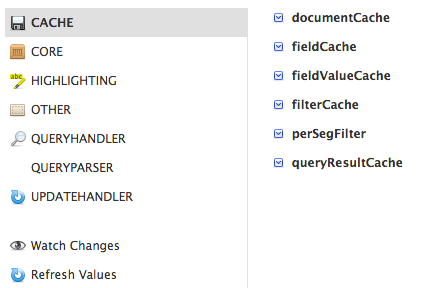 CACHE
CORE
HIGHLIGHTING
OTHER
QUERYHANDLER
QUERYPARSER
UPDATEHANDLER
Watch Changes
Refresh Values
documentCache
fieldCache
fieldValueCache
filterCache
perSegFilter
queryResultCache